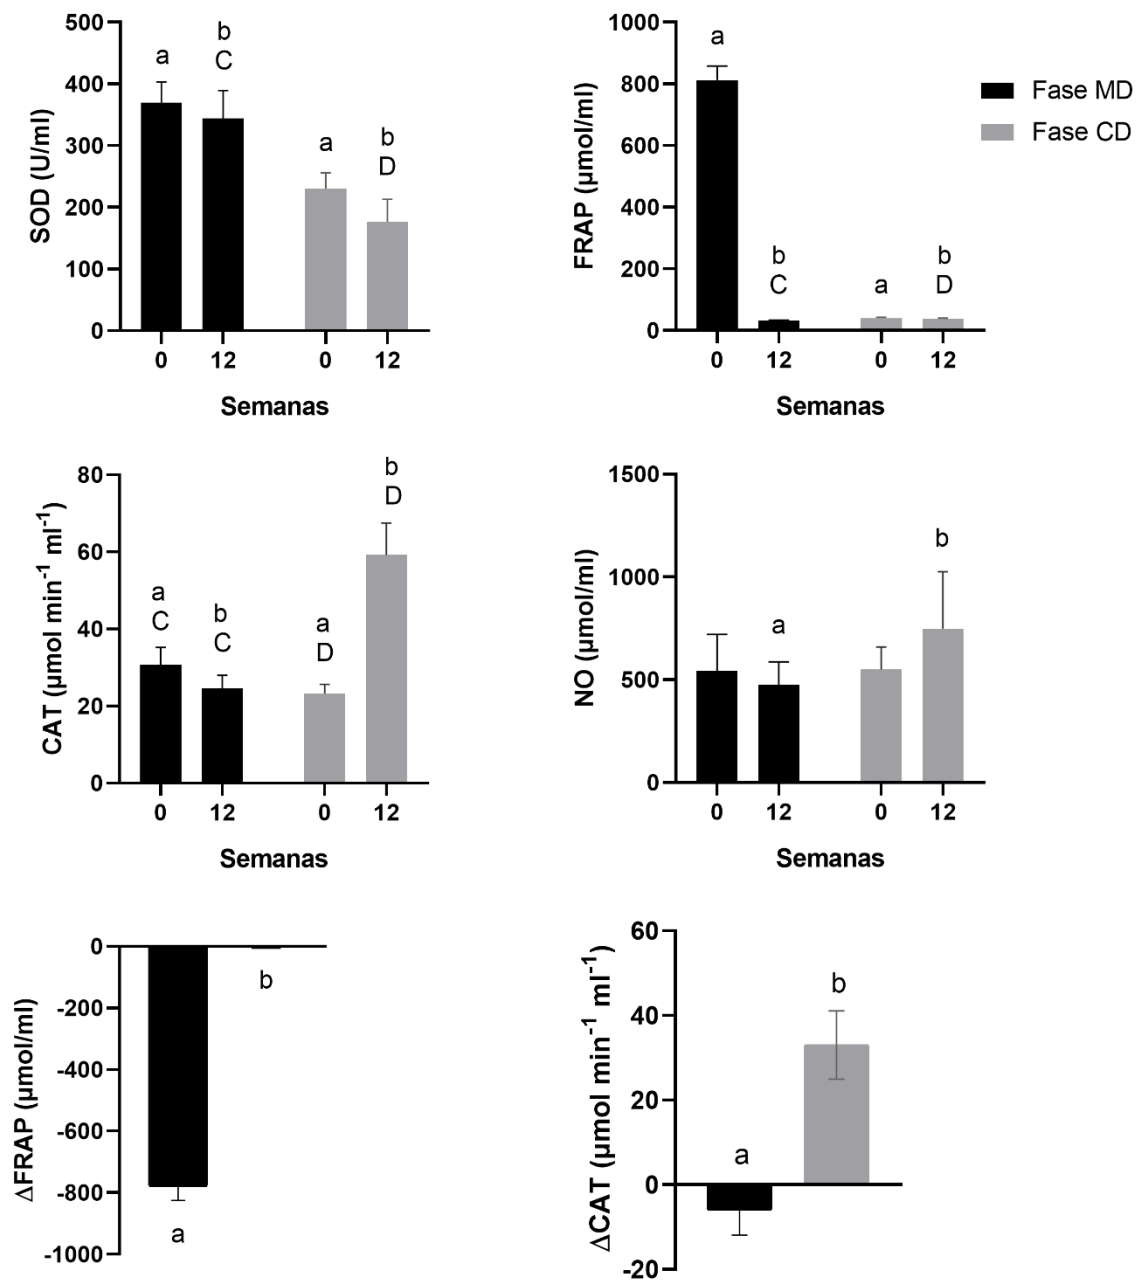 500
400
300
200
100
0
SOD (U/ml)
a
b
C
a
b
D
0
12
0
12
Semanas
1000
800
600
400
200
0
FRAP (µmol/ml)
a
b
C
a
b
D
0
12
0
12
Semanas
Fase MD
Fase CD
80
60
40
20
0
CAT (µmol min⁻¹ ml⁻¹)
a
C
b
C
a
D
b
D
0
12
0
12
Semanas
1500
1000
500
0
NO (µmol/ml)
a
b
0
12
0
12
Semanas
0
-200
-400
-600
-800
-1000
ΔFRAP (µmol/ml)
a
b
60
40
20
0
-20
ΔCAT (µmol min⁻¹ ml⁻¹)
a
b